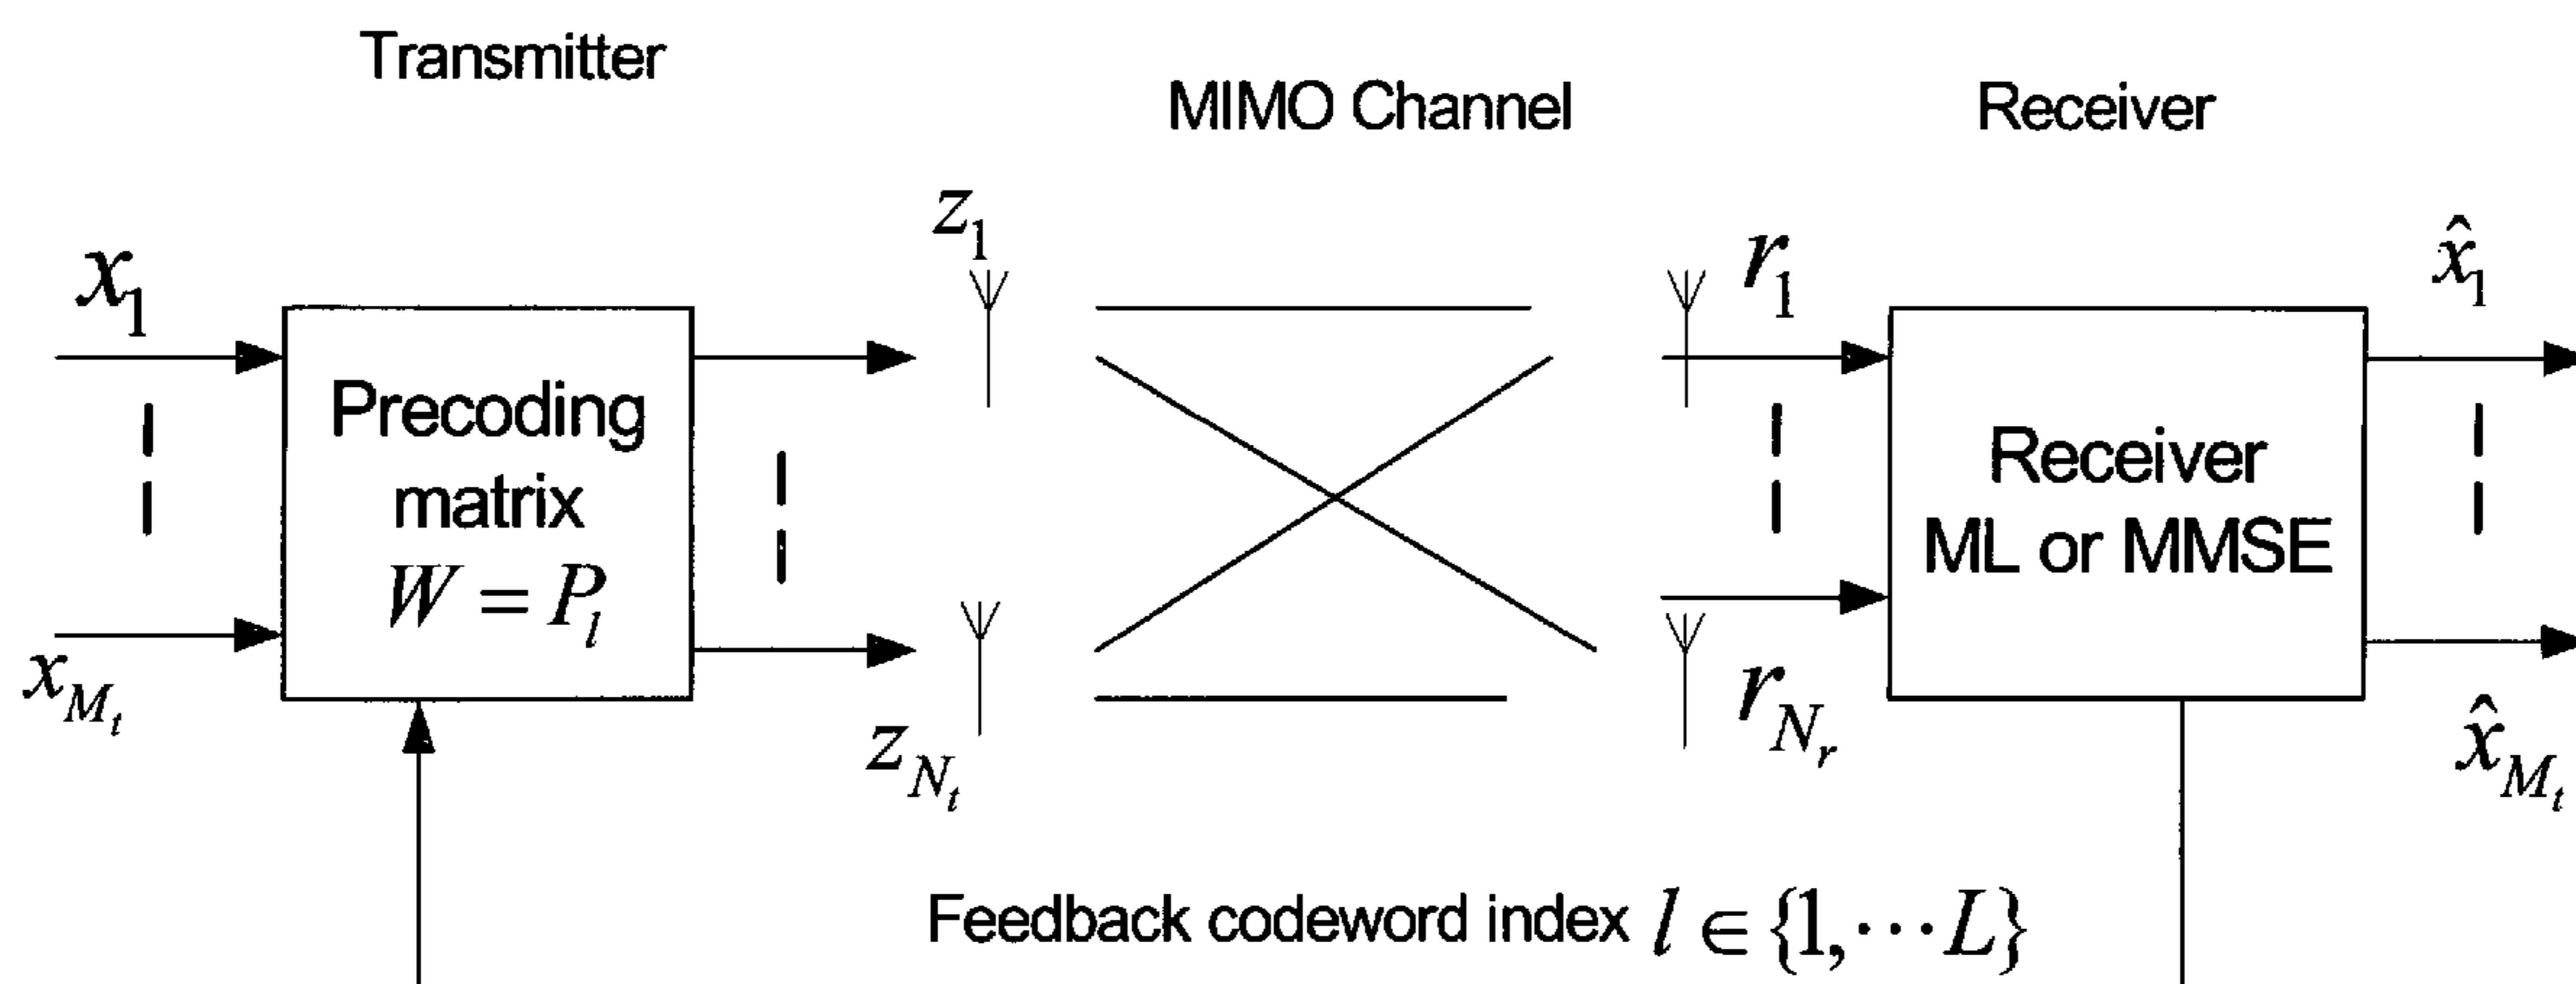 Transmitter
MIMO Channel
Receiver
x₁
x_{M_t}
Precoding
matrix
W = P_l
z₁
z_{N_t}
r₁
r_{N_r}
Receiver
ML or MMSE
x̂₁
x̂_{M_t}
Feedback codeword index l ∈ {1,⋯L}